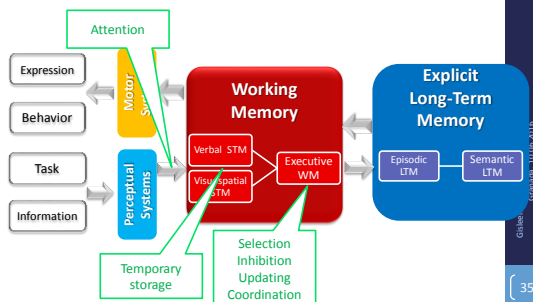 Attention
Expression
Behavior
Task
Information
Motor
Perceptual
Systems
Working
Memory
Verbal STM
Visuospatial
STM
Executive
WM
Explicit
Long-Term
Memory
Episodic
LTM
Semantic
LTM
Temporary
storage
Selection
Inhibition
Updating
Coordination
35